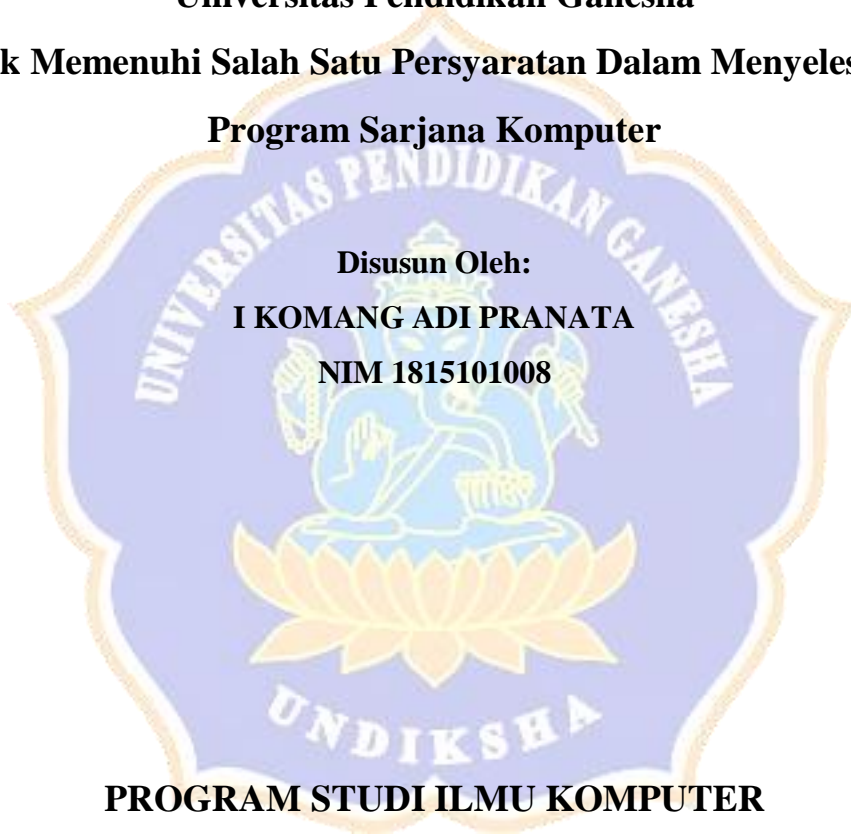 Universitas Pendidikan Ganesha
k Memenuhi Salah Satu Persyaratan Dalam Menyeles
Program Sarjana Komputer
UNIVERSITAS PENDIDIKAN GANESHA
Disusun Oleh:
I KOMANG ADI PRANATA
NIM 1815101008
UNDIKSHA
PROGRAM STUDI ILMU KOMPUTER